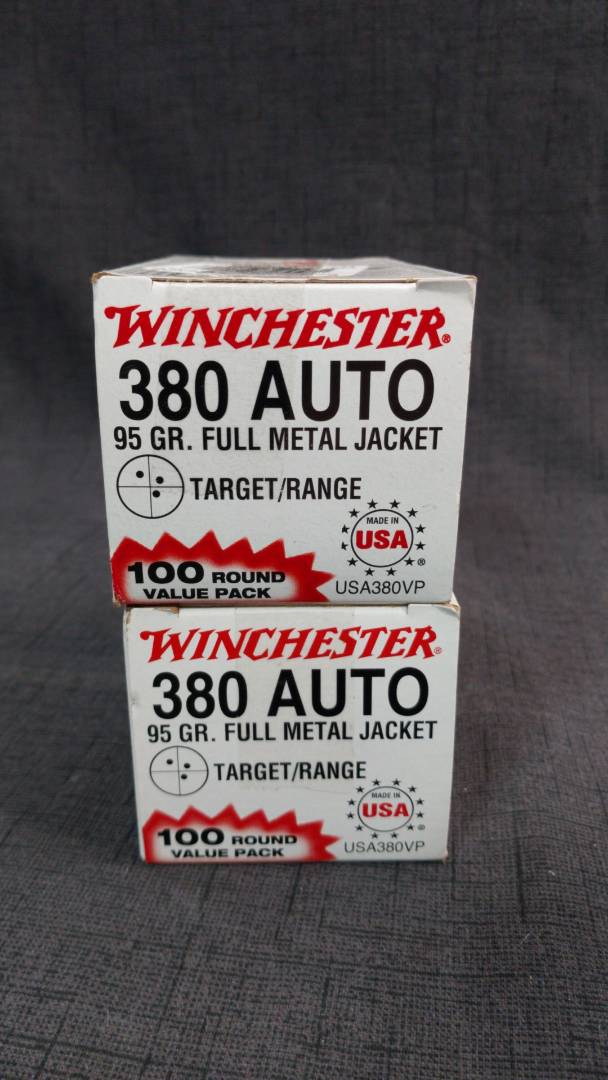 WINCHESTER®
380 AUTO
95 GR. FULL METAL JACKET
TARGET/RANGE
MADE IN
USA
®
100 ROUND
VALUE PACK
USA380VP
WINCHESTER®
380 AUTO
95 GR. FULL METAL JACKET
TARGET/RANGE
MADE IN
USA
®
100 ROUND
VALUE PACK
USA380VP